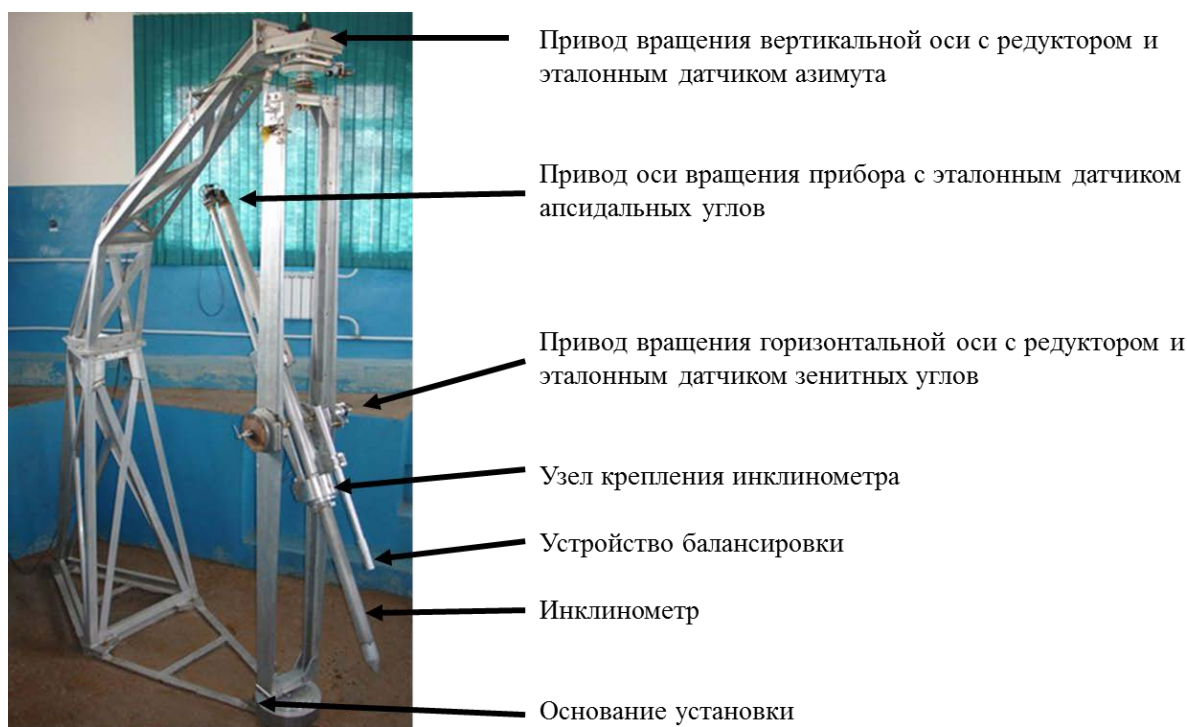 Привод вращения вертикальной оси с редуктором и
эталонным датчиком азимута
Привод оси вращения прибора с эталонным датчиком
апсидальных углов
Привод вращения горизонтальной оси с редуктором и
эталонным датчиком зенитных углов
Узел крепления инклинометра
Устройство балансировки
Инклинометр
Основание установки